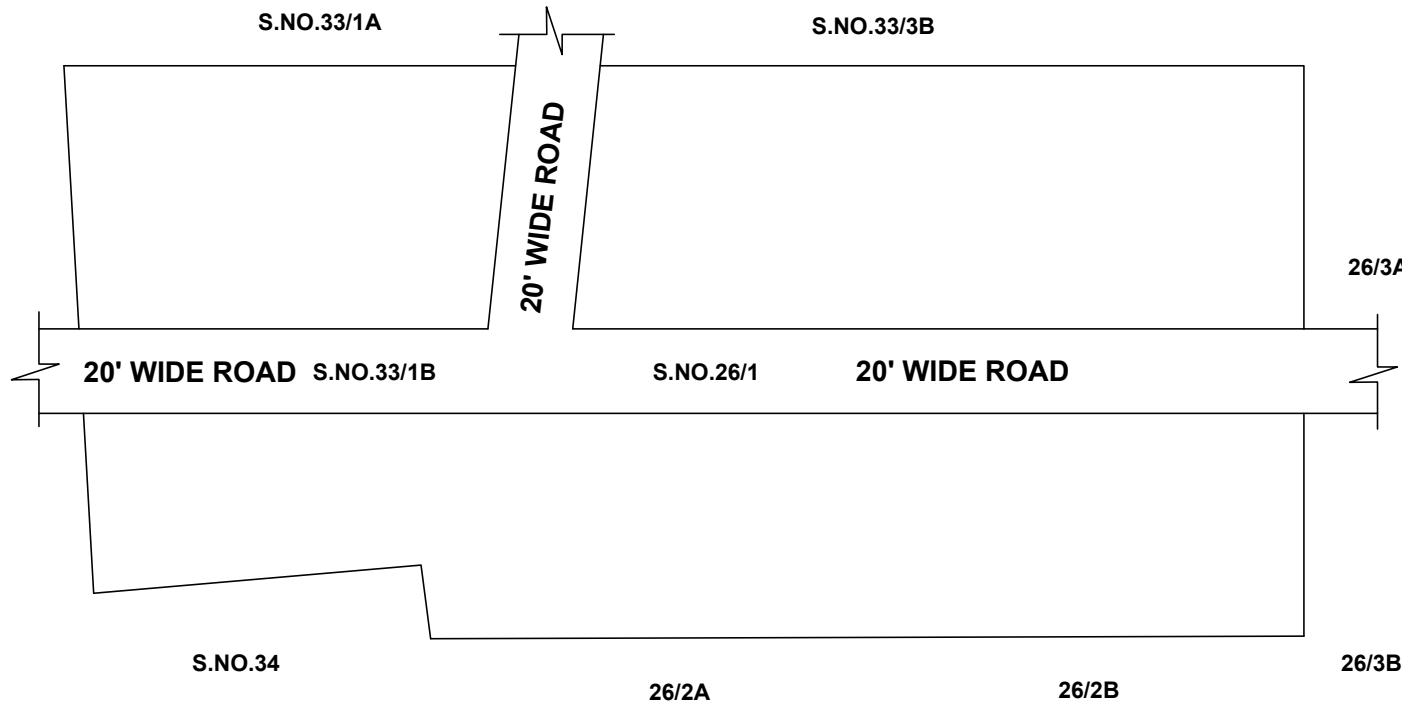 S.NO.33/1A
S.NO.33/3B
20' WIDE ROAD
26/3A
20' WIDE ROAD
S.NO.33/1B
S.NO.26/1
20' WIDE ROAD
S.NO.34
26/2A
26/2B
26/3B